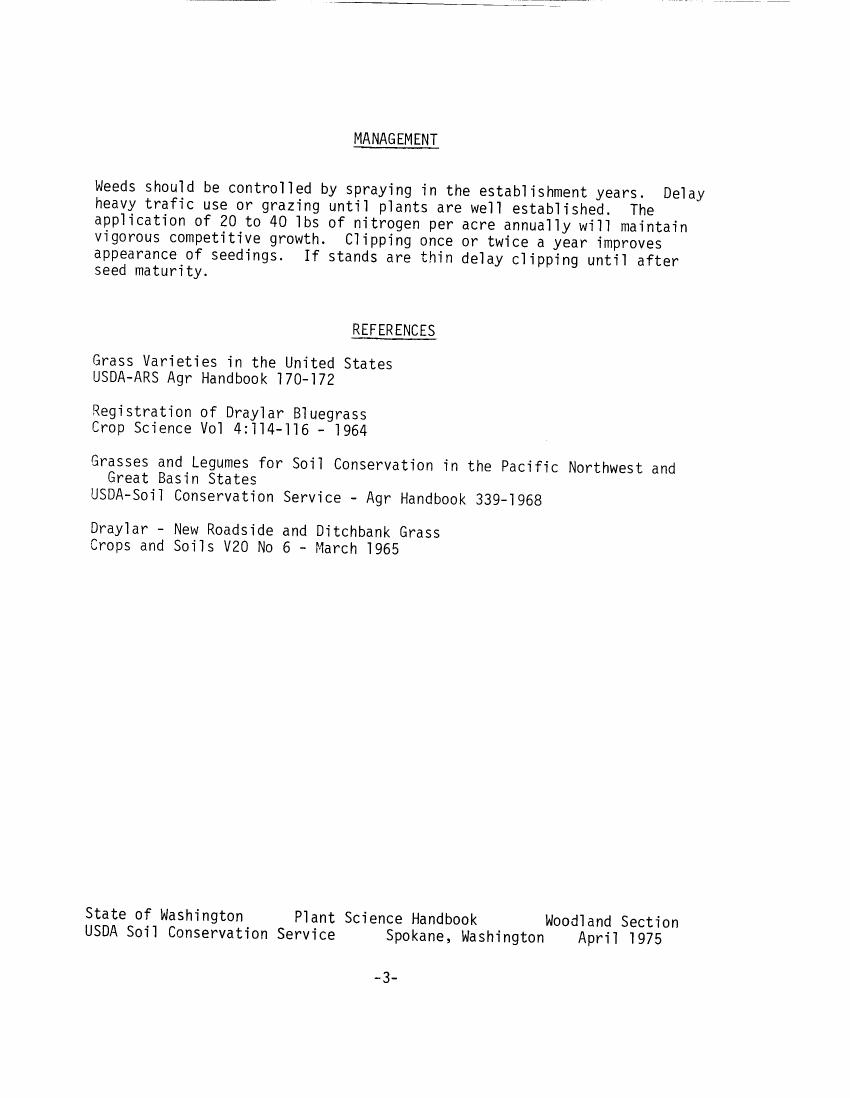 MANAGEMENT
Weeds should be controlled by spraying in the establishment years. Delay
heavy trafic use or grazing until plants are well established. The
application of 20 to 40 lbs of nitrogen per acre annually will maintain
vigorous competitive growth. Clipping once or twice a year improves
appearance of seedings. If stands are thin delay clipping until after
seed maturity.
REFERENCES
Grass Varieties in the United States
USDA-ARS Agr Handbook 170-172
Registration of Draylar Bluegrass
Crop Science Vol 4:114-116 - 1964
Grasses and Legumes for Soil Conservation in the Pacific Northwest and
Great Basin States
USDA-Soil Conservation Service - Agr Handbook 339-1968
Draylar - New Roadside and Ditchbank Grass
Crops and Soils V20 No 6 - March 1965
State of Washington Plant Science Handbook Woodland Section
USDA Soil Conservation Service Spokane, Washington April 1975
-3-